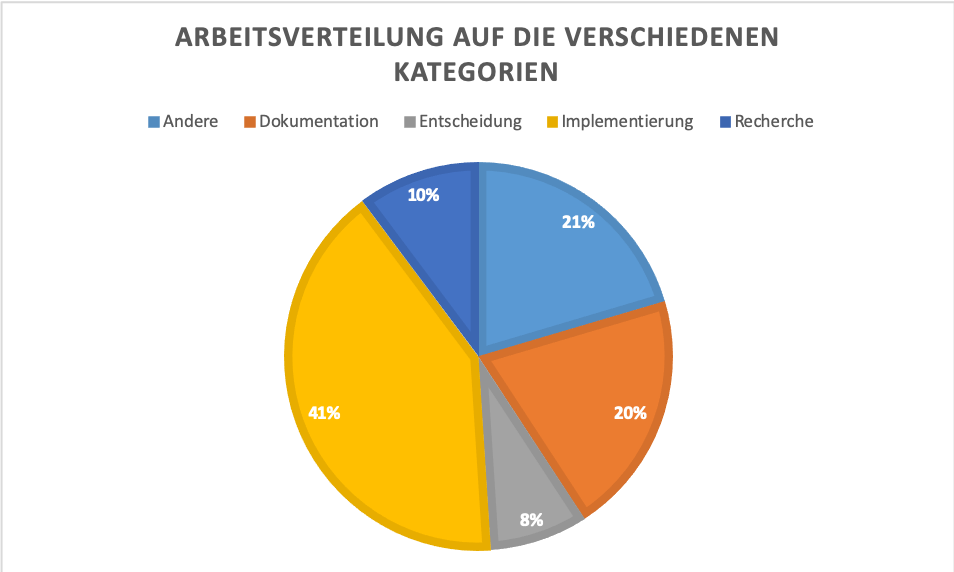 ARBEITSVERTEILUNG AUF DIE VERSCHIEDENEN
KATEGORIEN
Andere Dokumentation Entscheidung Implementierung Recherche
10%
21%
41%
20%
8%